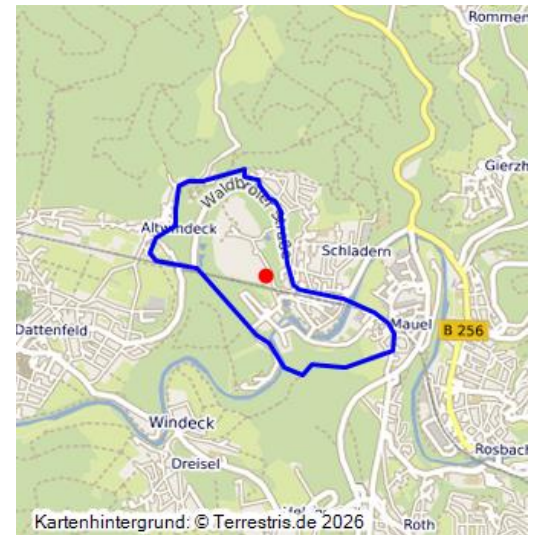 Rommer
Gierzh
Waldbröler Straße
Altwindeck
Schladern
Dattenfeld
Mauel
B 256
Windeck
Dreisel
Rosbach
Roth
Kartenhintergrund: © Terrestris.de 2026